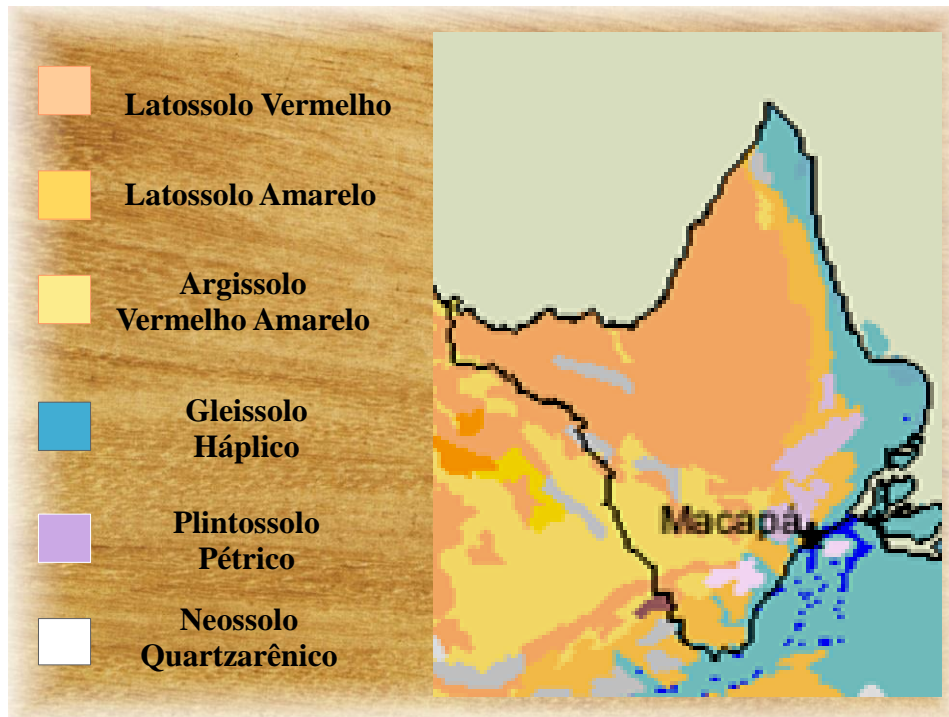 Latossolo Vermelho
Latossolo Amarelo
Argissolo
Vermelho Amarelo
Gleissolo
Háplico
Plintossolo
Pétrico
Neossolo
Quartzarênico
Macapá